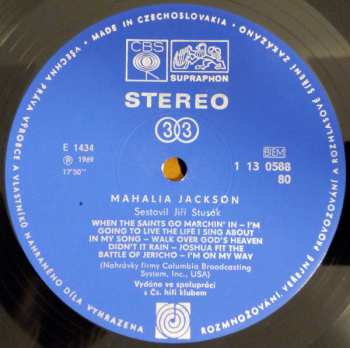 • MADE IN CZECHOSLOVAKIA •
VŠECHNA PRÁVA VÝROBCE A VLASTNÍKŮ NAHRANÉHO DÍLA VYHRAZENA
ROZMNOŽOVÁNÍ, VEŘEJNÉ PROVOZOVÁNÍ A ROZHLASOVÉ ŠÍŘENÍ ZAKÁZÁNO
CBS
SUPRAPHON
STEREO
33
E 1434
Ⓟ 1969
17'50"
BIEM
1 13 0588
80
MAHALIA JACKSON
Sestavil Jiří Stusák
WHEN THE SAINTS GO MARCHIN' IN – I'M
GOING TO LIVE THE LIFE I SING ABOUT
IN MY SONG – WALK OVER GOD'S HEAVEN
DIDN'T IT RAIN – JOSHUA FIT THE
BATTLE OF JERICHO – I'M ON MY WAY
(Nahrávky firmy Columbia Broadcasting
System, Inc., USA)
Vydáno ve spolupráci
s Čs. hifi klubem